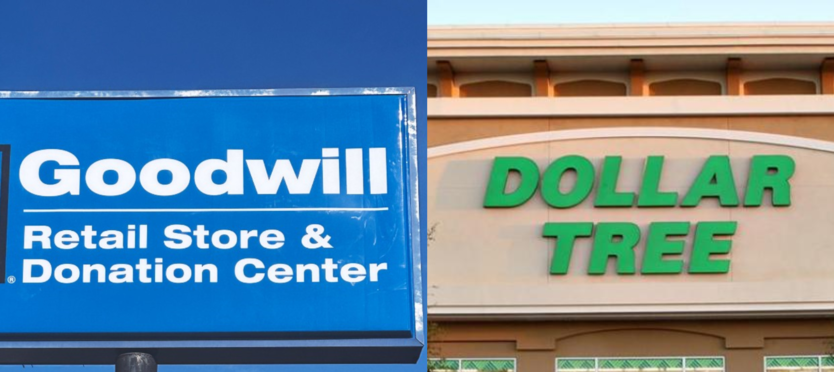 Goodwill
Retail Store &
® Donation Center
DOLLAR
TREE